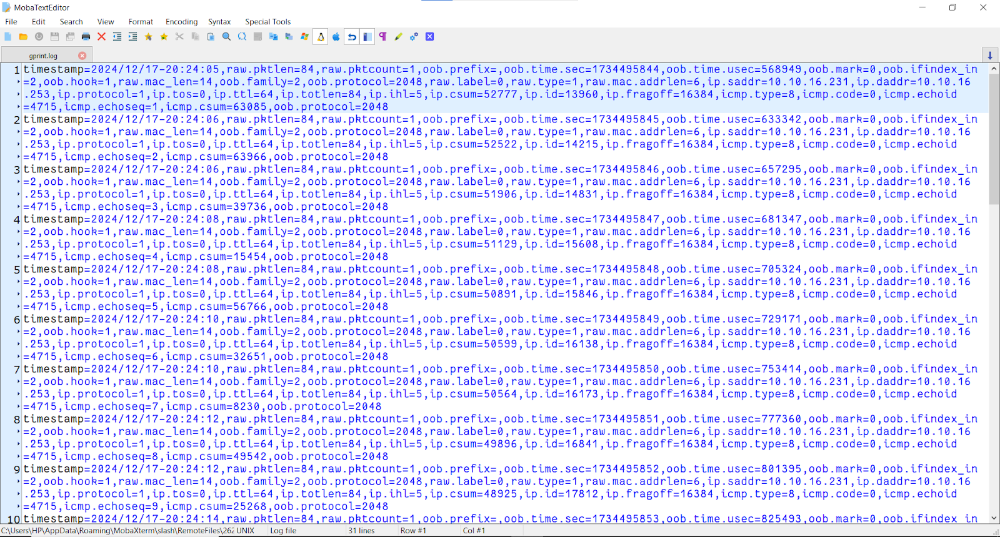 MobaTextEditor
File Edit Search View Format Encoding Syntax Special Tools
gprint.log
1 timestamp=2024/12/17-20:24:05,raw.pktlen=84,raw.pktcount=1,oob.prefix=,oob.time.sec=1734495844,oob.time.usec=568949,oob.mark=0,oob.ifindex_in
=2,oob.hook=1,raw.mac_len=14,oob.family=2,oob.protocol=2048,raw.label=0,raw.type=1,raw.mac.addrlen=6,ip.saddr=10.10.16.231,ip.daddr=10.10.16
.253,ip.protocol=1,ip.tos=0,ip.ttl=64,ip.totlen=84,ip.ihl=5,ip.csum=52777,ip.id=13960,ip.fragoff=16384,icmp.type=8,icmp.code=0,icmp.echoid
=4715,icmp.echoseq=1,icmp.csum=63085,oob.protocol=2048
2 timestamp=2024/12/17-20:24:06,raw.pktlen=84,raw.pktcount=1,oob.prefix=,oob.time.sec=1734495845,oob.time.usec=633342,oob.mark=0,oob.ifindex_in
=2,oob.hook=1,raw.mac_len=14,oob.family=2,oob.protocol=2048,raw.label=0,raw.type=1,raw.mac.addrlen=6,ip.saddr=10.10.16.231,ip.daddr=10.10.16
.253,ip.protocol=1,ip.tos=0,ip.ttl=64,ip.totlen=84,ip.ihl=5,ip.csum=52522,ip.id=14215,ip.fragoff=16384,icmp.type=8,icmp.code=0,icmp.echoid
=4715,icmp.echoseq=2,icmp.csum=63966,oob.protocol=2048
3 timestamp=2024/12/17-20:24:06,raw.pktlen=84,raw.pktcount=1,oob.prefix=,oob.time.sec=1734495846,oob.time.usec=657295,oob.mark=0,oob.ifindex_in
=2,oob.hook=1,raw.mac_len=14,oob.family=2,oob.protocol=2048,raw.label=0,raw.type=1,raw.mac.addrlen=6,ip.saddr=10.10.16.231,ip.daddr=10.10.16
.253,ip.protocol=1,ip.tos=0,ip.ttl=64,ip.totlen=84,ip.ihl=5,ip.csum=51906,ip.id=14831,ip.fragoff=16384,icmp.type=8,icmp.code=0,icmp.echoid
=4715,icmp.echoseq=3,icmp.csum=39736,oob.protocol=2048
4 timestamp=2024/12/17-20:24:08,raw.pktlen=84,raw.pktcount=1,oob.prefix=,oob.time.sec=1734495847,oob.time.usec=681347,oob.mark=0,oob.ifindex_in
=2,oob.hook=1,raw.mac_len=14,oob.family=2,oob.protocol=2048,raw.label=0,raw.type=1,raw.mac.addrlen=6,ip.saddr=10.10.16.231,ip.daddr=10.10.16
.253,ip.protocol=1,ip.tos=0,ip.ttl=64,ip.totlen=84,ip.ihl=5,ip.csum=51129,ip.id=15608,ip.fragoff=16384,icmp.type=8,icmp.code=0,icmp.echoid
=4715,icmp.echoseq=4,icmp.csum=15454,oob.protocol=2048
5 timestamp=2024/12/17-20:24:08,raw.pktlen=84,raw.pktcount=1,oob.prefix=,oob.time.sec=1734495848,oob.time.usec=705324,oob.mark=0,oob.ifindex_in
=2,oob.hook=1,raw.mac_len=14,oob.family=2,oob.protocol=2048,raw.label=0,raw.type=1,raw.mac.addrlen=6,ip.saddr=10.10.16.231,ip.daddr=10.10.16
.253,ip.protocol=1,ip.tos=0,ip.ttl=64,ip.totlen=84,ip.ihl=5,ip.csum=50891,ip.id=15846,ip.fragoff=16384,icmp.type=8,icmp.code=0,icmp.echoid
=4715,icmp.echoseq=5,icmp.csum=56766,oob.protocol=2048
6 timestamp=2024/12/17-20:24:10,raw.pktlen=84,raw.pktcount=1,oob.prefix=,oob.time.sec=1734495849,oob.time.usec=729171,oob.mark=0,oob.ifindex_in
=2,oob.hook=1,raw.mac_len=14,oob.family=2,oob.protocol=2048,raw.label=0,raw.type=1,raw.mac.addrlen=6,ip.saddr=10.10.16.231,ip.daddr=10.10.16
.253,ip.protocol=1,ip.tos=0,ip.ttl=64,ip.totlen=84,ip.ihl=5,ip.csum=50599,ip.id=16138,ip.fragoff=16384,icmp.type=8,icmp.code=0,icmp.echoid
=4715,icmp.echoseq=6,icmp.csum=32651,oob.protocol=2048
7 timestamp=2024/12/17-20:24:10,raw.pktlen=84,raw.pktcount=1,oob.prefix=,oob.time.sec=1734495850,oob.time.usec=753414,oob.mark=0,oob.ifindex_in
=2,oob.hook=1,raw.mac_len=14,oob.family=2,oob.protocol=2048,raw.label=0,raw.type=1,raw.mac.addrlen=6,ip.saddr=10.10.16.231,ip.daddr=10.10.16
.253,ip.protocol=1,ip.tos=0,ip.ttl=64,ip.totlen=84,ip.ihl=5,ip.csum=50564,ip.id=16173,ip.fragoff=16384,icmp.type=8,icmp.code=0,icmp.echoid
=4715,icmp.echoseq=7,icmp.csum=8230,oob.protocol=2048
8 timestamp=2024/12/17-20:24:12,raw.pktlen=84,raw.pktcount=1,oob.prefix=,oob.time.sec=1734495851,oob.time.usec=777360,oob.mark=0,oob.ifindex_in
=2,oob.hook=1,raw.mac_len=14,oob.family=2,oob.protocol=2048,raw.label=0,raw.type=1,raw.mac.addrlen=6,ip.saddr=10.10.16.231,ip.daddr=10.10.16
.253,ip.protocol=1,ip.tos=0,ip.ttl=64,ip.totlen=84,ip.ihl=5,ip.csum=49896,ip.id=16841,ip.fragoff=16384,icmp.type=8,icmp.code=0,icmp.echoid
=4715,icmp.echoseq=8,icmp.csum=49542,oob.protocol=2048
9 timestamp=2024/12/17-20:24:12,raw.pktlen=84,raw.pktcount=1,oob.prefix=,oob.time.sec=1734495852,oob.time.usec=801395,oob.mark=0,oob.ifindex_in
=2,oob.hook=1,raw.mac_len=14,oob.family=2,oob.protocol=2048,raw.label=0,raw.type=1,raw.mac.addrlen=6,ip.saddr=10.10.16.231,ip.daddr=10.10.16
.253,ip.protocol=1,ip.tos=0,ip.ttl=64,ip.totlen=84,ip.ihl=5,ip.csum=48925,ip.id=17812,ip.fragoff=16384,icmp.type=8,icmp.code=0,icmp.echoid
=4715,icmp.echoseq=9,icmp.csum=25268,oob.protocol=2048
10 timestamp=2024/12/17-20:24:14,raw.pktlen=84,raw.pktcount=1,oob.prefix=,oob.time.sec=1734495853,oob.time.usec=825493,oob.mark=0,oob.ifindex_in
C:\Users\HP\AppData\Roaming\MobaXterm\slash\RemoteFiles\262 UNIX Log file 31 lines Row #1 Col #1